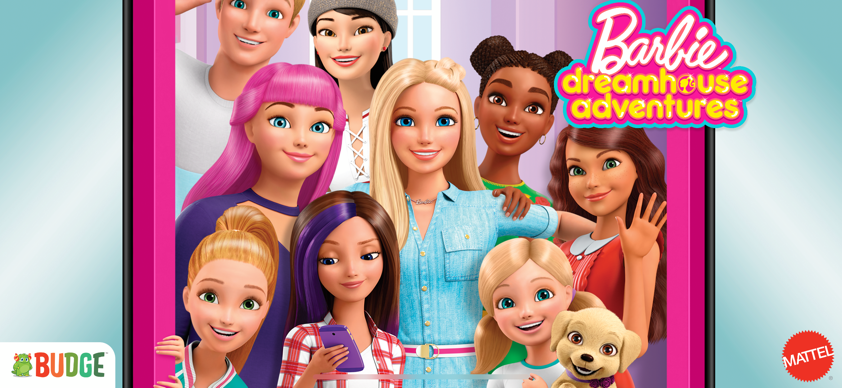 Barbie
dreamhouse
adventures
BUDGE
MATTEL